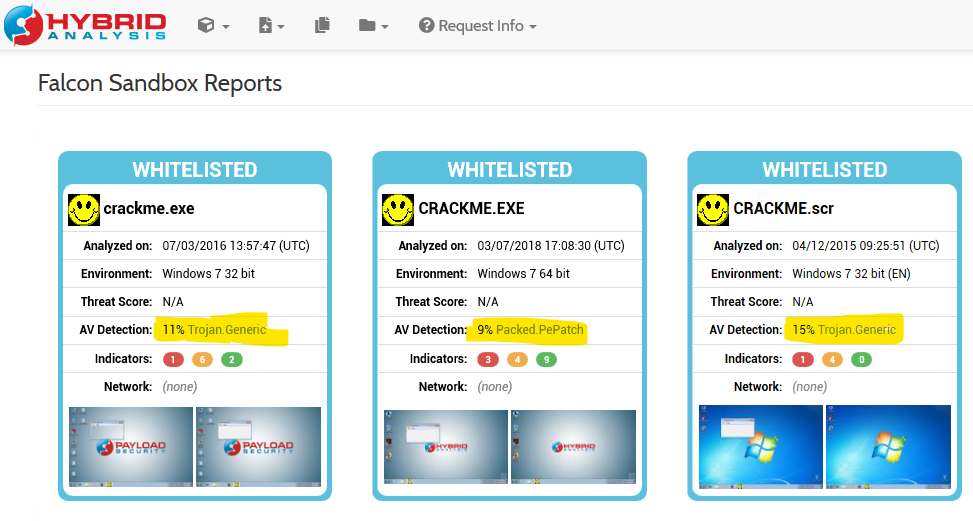 HYBRID
ANALYSIS
Request Info
Falcon Sandbox Reports
WHITELISTED
crackme.exe
Analyzed on: 07/03/2016 13:57:47 (UTC)
Environment: Windows 7 32 bit
Threat Score: N/A
AV Detection: 11% Trojan.Generic
Indicators: 1 6 2
Network: (none)
PAYLOAD
SECURITY
PAYLOAD
SECURITY
WHITELISTED
CRACKME.EXE
Analyzed on: 03/07/2018 17:08:30 (UTC)
Environment: Windows 7 64 bit
Threat Score: N/A
AV Detection: 9% Packed.PePatch
Indicators: 3 4 9
Network: (none)
HYBRID
HYBRID
WHITELISTED
CRACKME.scr
Analyzed on: 04/12/2015 09:25:51 (UTC)
Environment: Windows 7 32 bit (EN)
Threat Score: N/A
AV Detection: 15% Trojan.Generic
Indicators: 1 4 0
Network: (none)